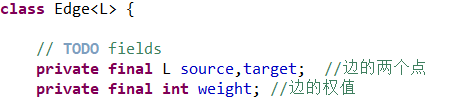 class Edge<L> {
// TODO fields
private final L source,target;  //边的两个点
private final int weight; //边的权值